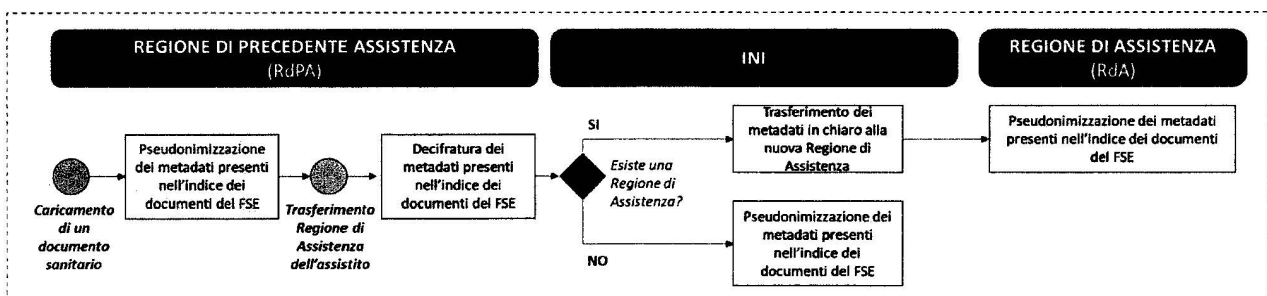 REGIONE DI PRECEDENTE ASSISTENZA
(RdPA)
INI
REGIONE DI ASSISTENZA
(RdA)
Caricamento
di un
documento
sanitario
Pseudonimizzazione
dei metadati presenti
nell'indice dei
documenti del FSE
Trasferimento
Regione di
Assistenza
dell'assistito
Decifratura dei
metadati presenti
nell'indice dei
documenti del FSE
Esiste una
Regione di
Assistenza?
SI
Trasferimento dei
metadati in chiaro alla
nuova Regione di
Assistenza
NO
Pseudonimizzazione dei
metadati presenti
nell'indice dei
documenti del FSE
Pseudonimizzazione dei metadati
presenti nell'indice dei documenti
del FSE